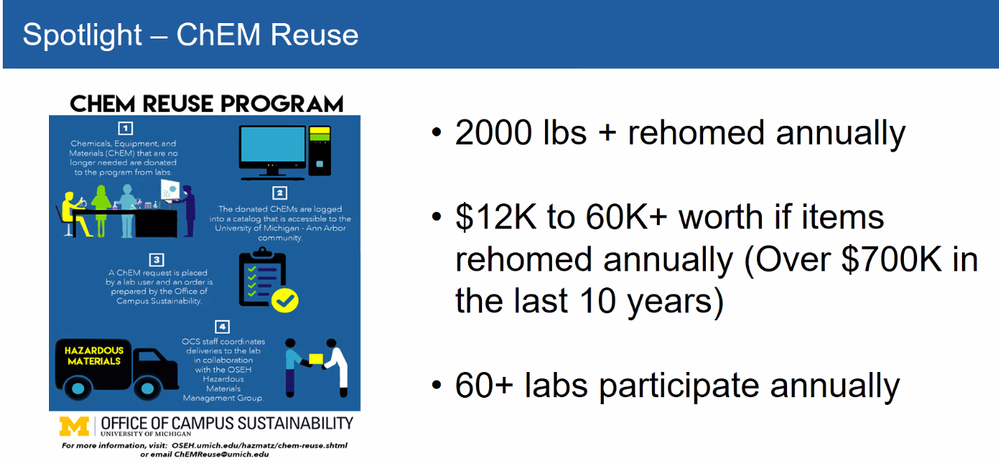 Spotlight – ChEM Reuse
CHEM REUSE PROGRAM
1
Chemicals, Equipment, and
Materials (ChEM) that are no
longer needed are donated
to the program from labs.
2
The donated ChEMs are logged
into a catalog that is accessible to the
University of Michigan - Ann Arbor
community.
3
A ChEM request is placed
by a lab user and an order is
prepared by the Office of
Campus Sustainability.
4
OCS staff coordinates
deliveries to the lab
in collaboration
with the OSEH
Hazardous
Materials
Management Group.
HAZARDOUS
MATERIALS
M
OFFICE OF CAMPUS SUSTAINABILITY
UNIVERSITY OF MICHIGAN
For more information, visit: OSEH.umich.edu/hazmatz/chem-reuse.shtml
or email ChEMReuse@umich.edu
• 2000 lbs + rehomed annually
• $12K to 60K+ worth if items
rehomed annually (Over $700K in
the last 10 years)
• 60+ labs participate annually